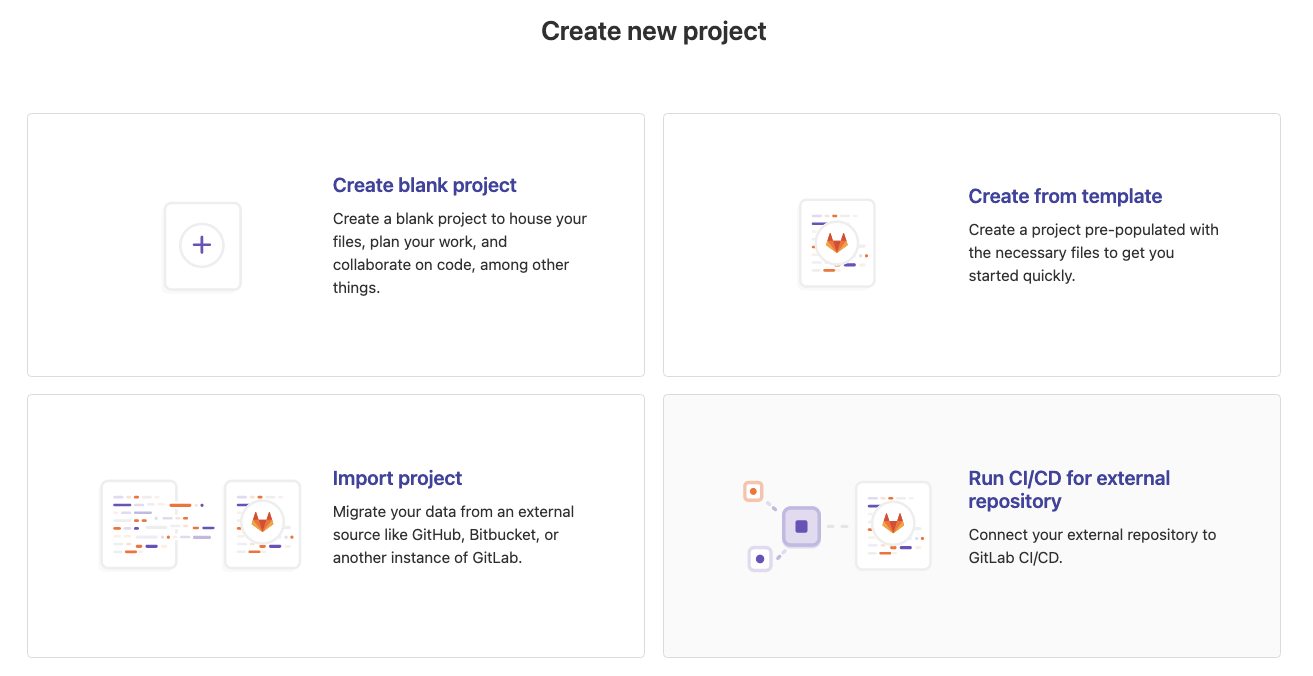 Create new project
Create blank project
Create a blank project to house your
files, plan your work, and
collaborate on code, among other
things.
Create from template
Create a project pre-populated with
the necessary files to get you
started quickly.
Import project
Migrate your data from an external
source like GitHub, Bitbucket, or
another instance of GitLab.
Run CI/CD for external
repository
Connect your external repository to
GitLab CI/CD.